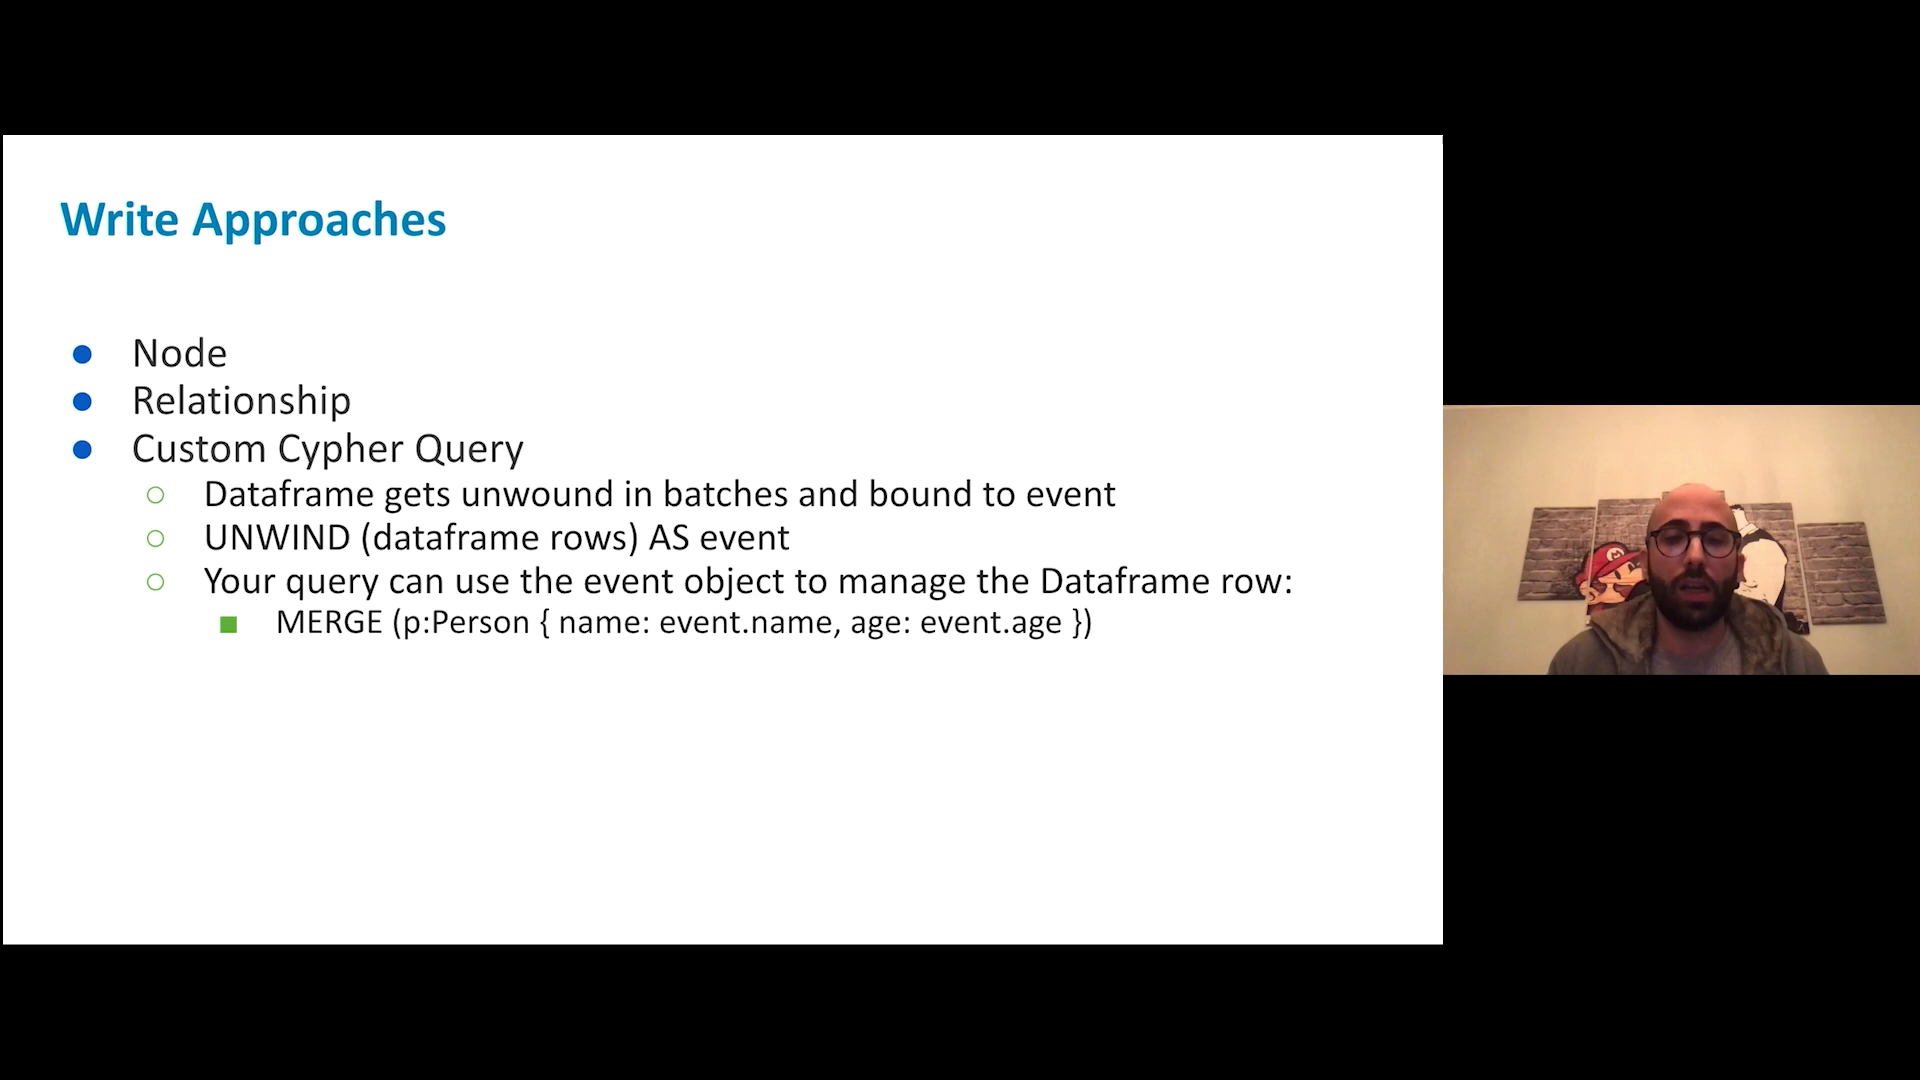 Write Approaches
● Node
● Relationship
● Custom Cypher Query
○ Dataframe gets unwound in batches and bound to event
○ UNWIND (dataframe rows) AS event
○ Your query can use the event object to manage the Dataframe row:
■ MERGE (p:Person { name: event.name, age: event.age })